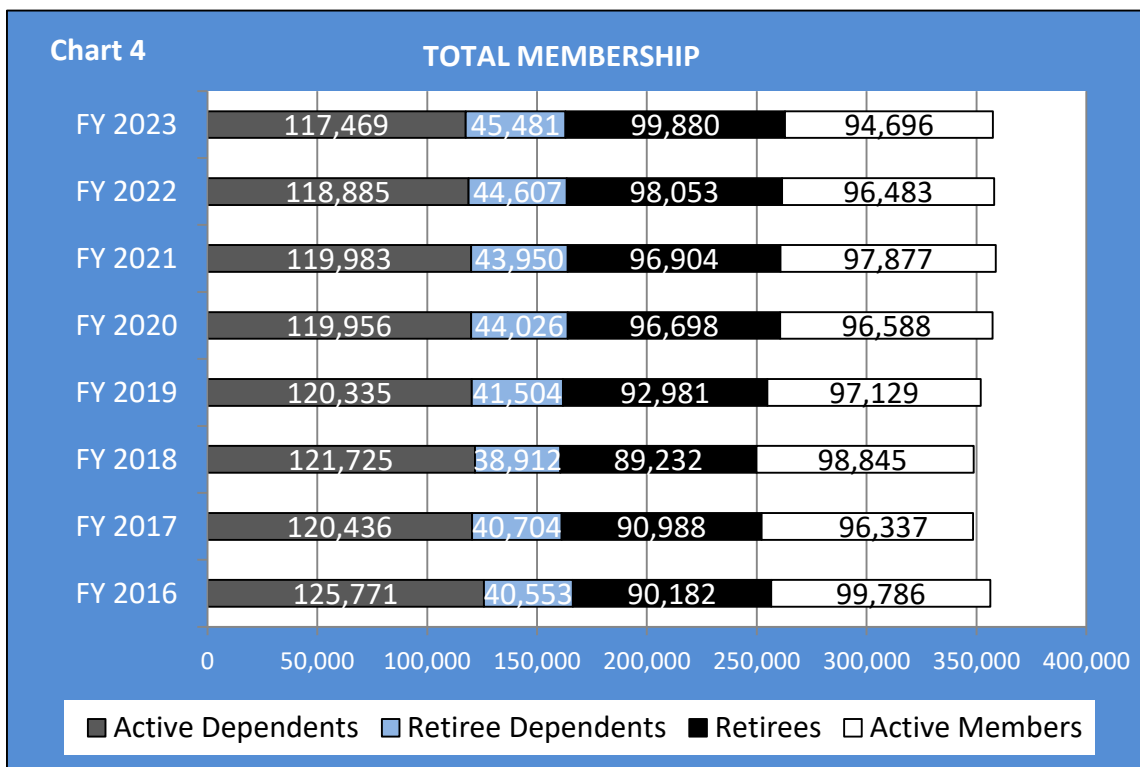 Chart 4
TOTAL MEMBERSHIP
FY 2023 117,469 45,481 99,880 94,696
FY 2022 118,885 44,607 98,053 96,483
FY 2021 119,983 43,950 96,904 97,877
FY 2020 119,956 44,026 96,698 96,588
FY 2019 120,335 41,504 92,981 97,129
FY 2018 121,725 38,912 89,232 98,845
FY 2017 120,436 40,704 90,988 96,337
FY 2016 125,771 40,553 90,182 99,786
0 50,000 100,000 150,000 200,000 250,000 300,000 350,000 400,000
Active Dependents Retiree Dependents Retirees Active Members